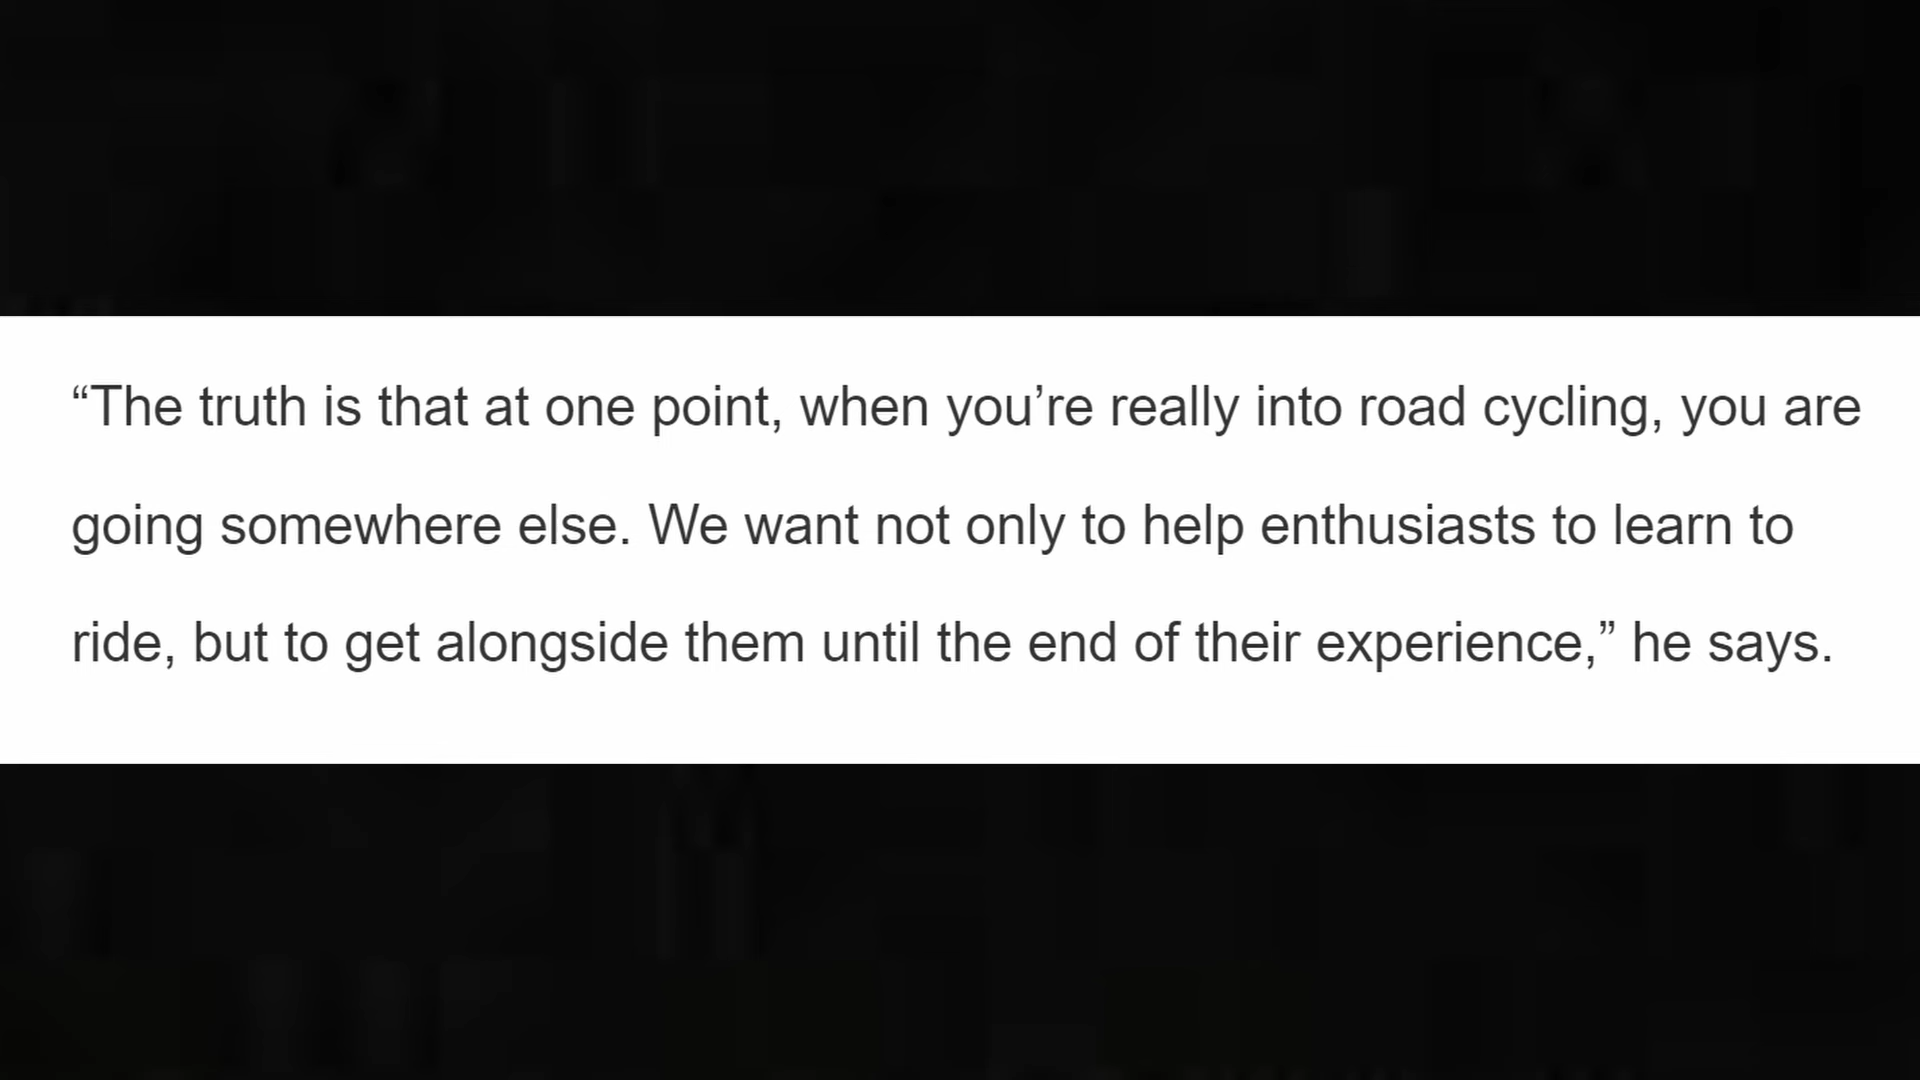 “The truth is that at one point, when you’re really into road cycling, you are
going somewhere else. We want not only to help enthusiasts to learn to
ride, but to get alongside them until the end of their experience,” he says.